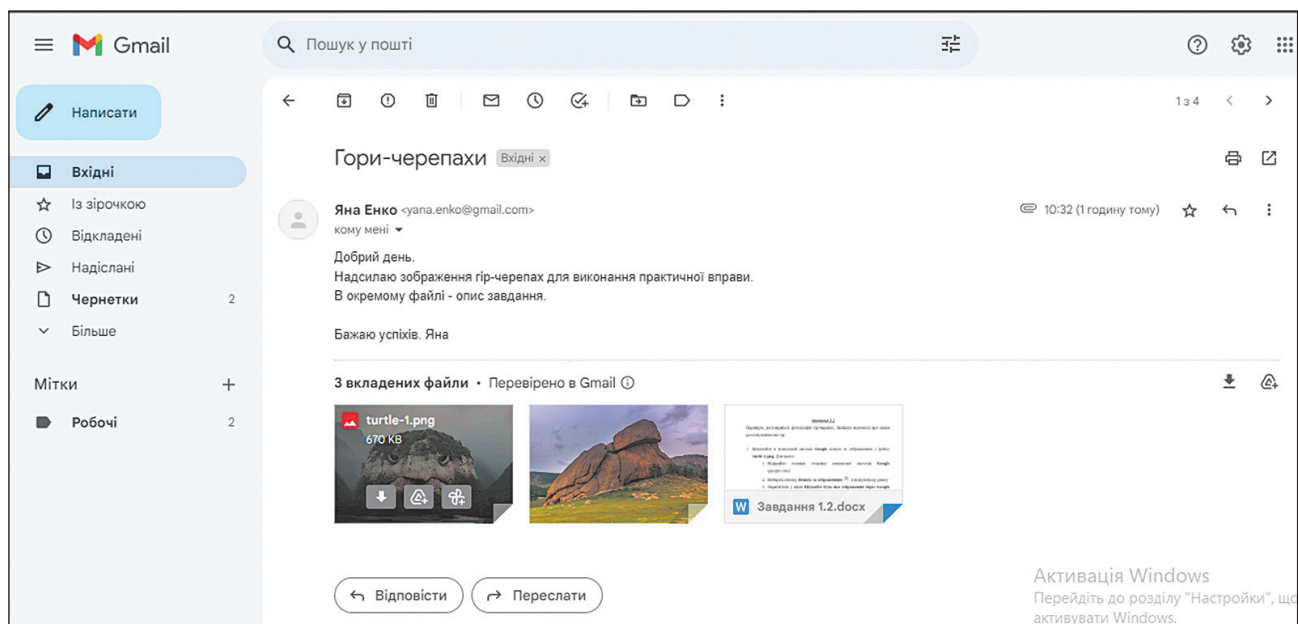 Gmail
Пошук у пошті
Написати
1 з 4
Вхідні
Із зірочкою
Відкладені
Надіслані
Чернетки 2
Більше
Мітки +
Робочі 2
Гори-черепахи Вхідні ×
Яна Енко <yana.enko@gmail.com> 10:32 (1 годину тому)
кому мені
Добрий день.
Надсилаю зображення гір-черепах для виконання практичної вправи.
В окремому файлі - опис завдання.
Бажаю успіхів. Яна
3 вкладених файли • Перевірено в Gmail
turtle-1.png
670 KB
W Завдання 1.2.docx
Відповісти
Переслати
Активація Windows
Перейдіть до розділу "Настройки", що
активувати Windows.